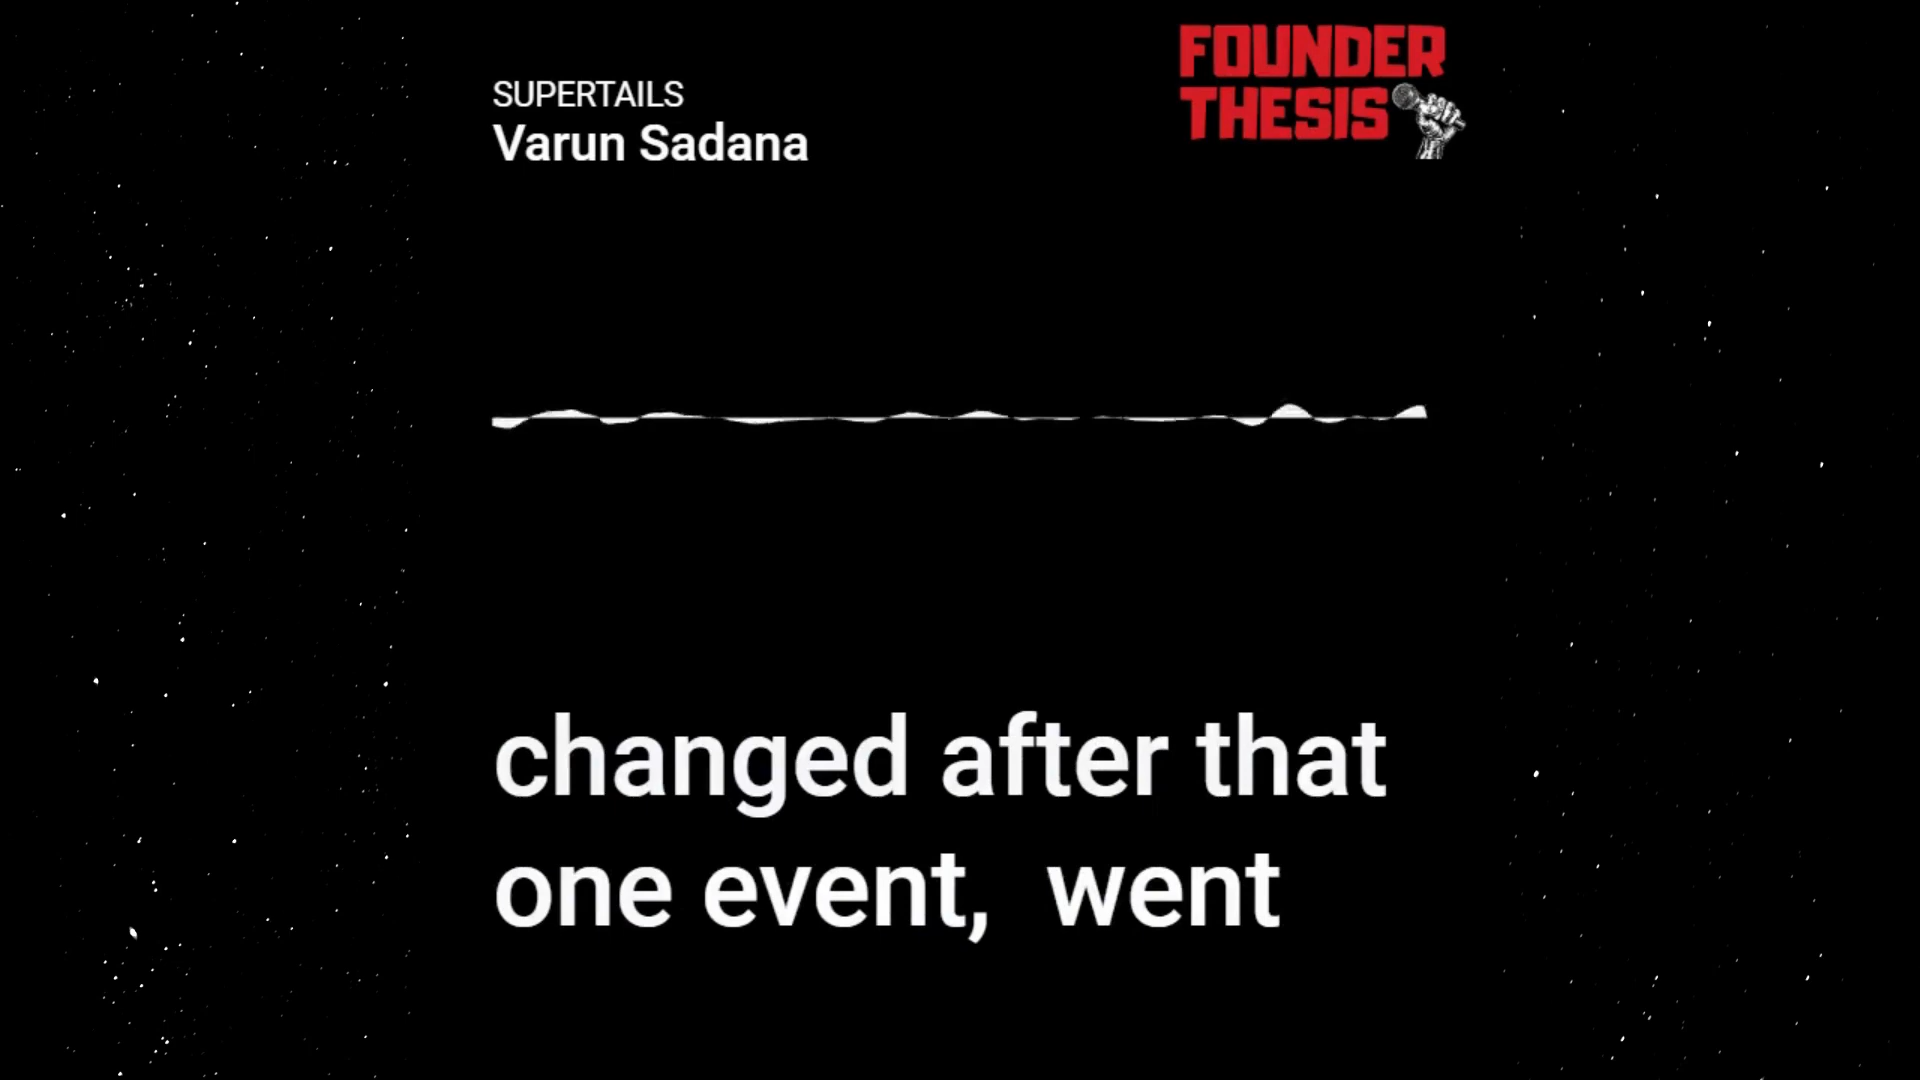 SUPERTAILS
Varun Sadana
FOUNDER
THESIS
changed after that
one event,  went